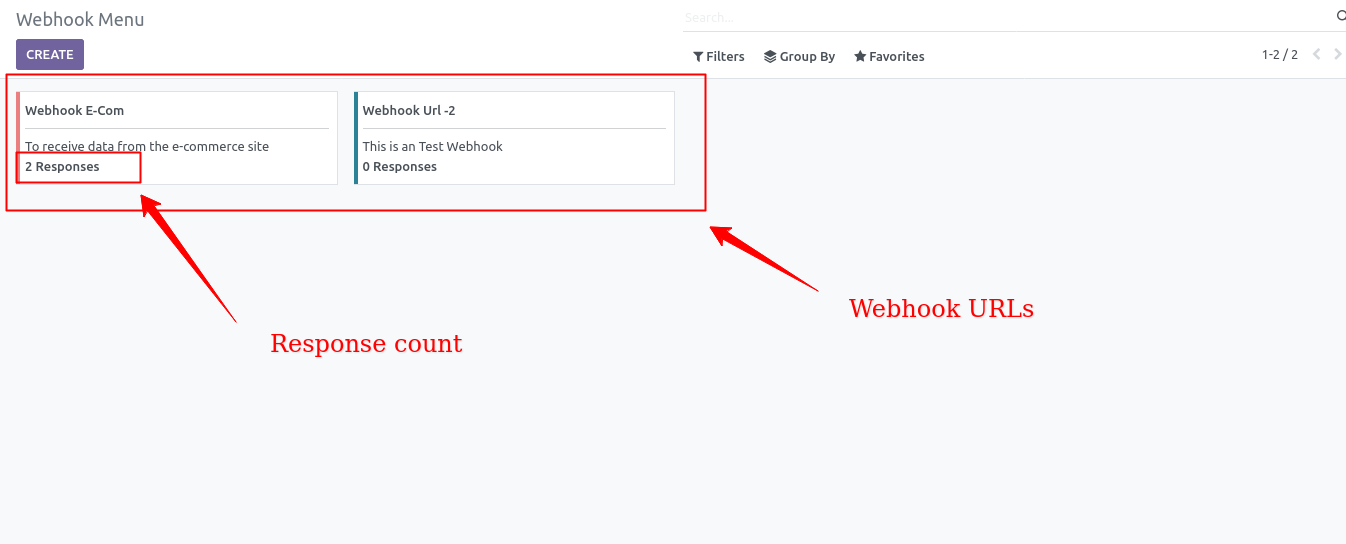 Webhook Menu
Search...
CREATE
Filters Group By Favorites 1-2 / 2
Webhook E-Com
To receive data from the e-commerce site
2 Responses
Webhook Url -2
This is an Test Webhook
0 Responses
Webhook URLs
Response count